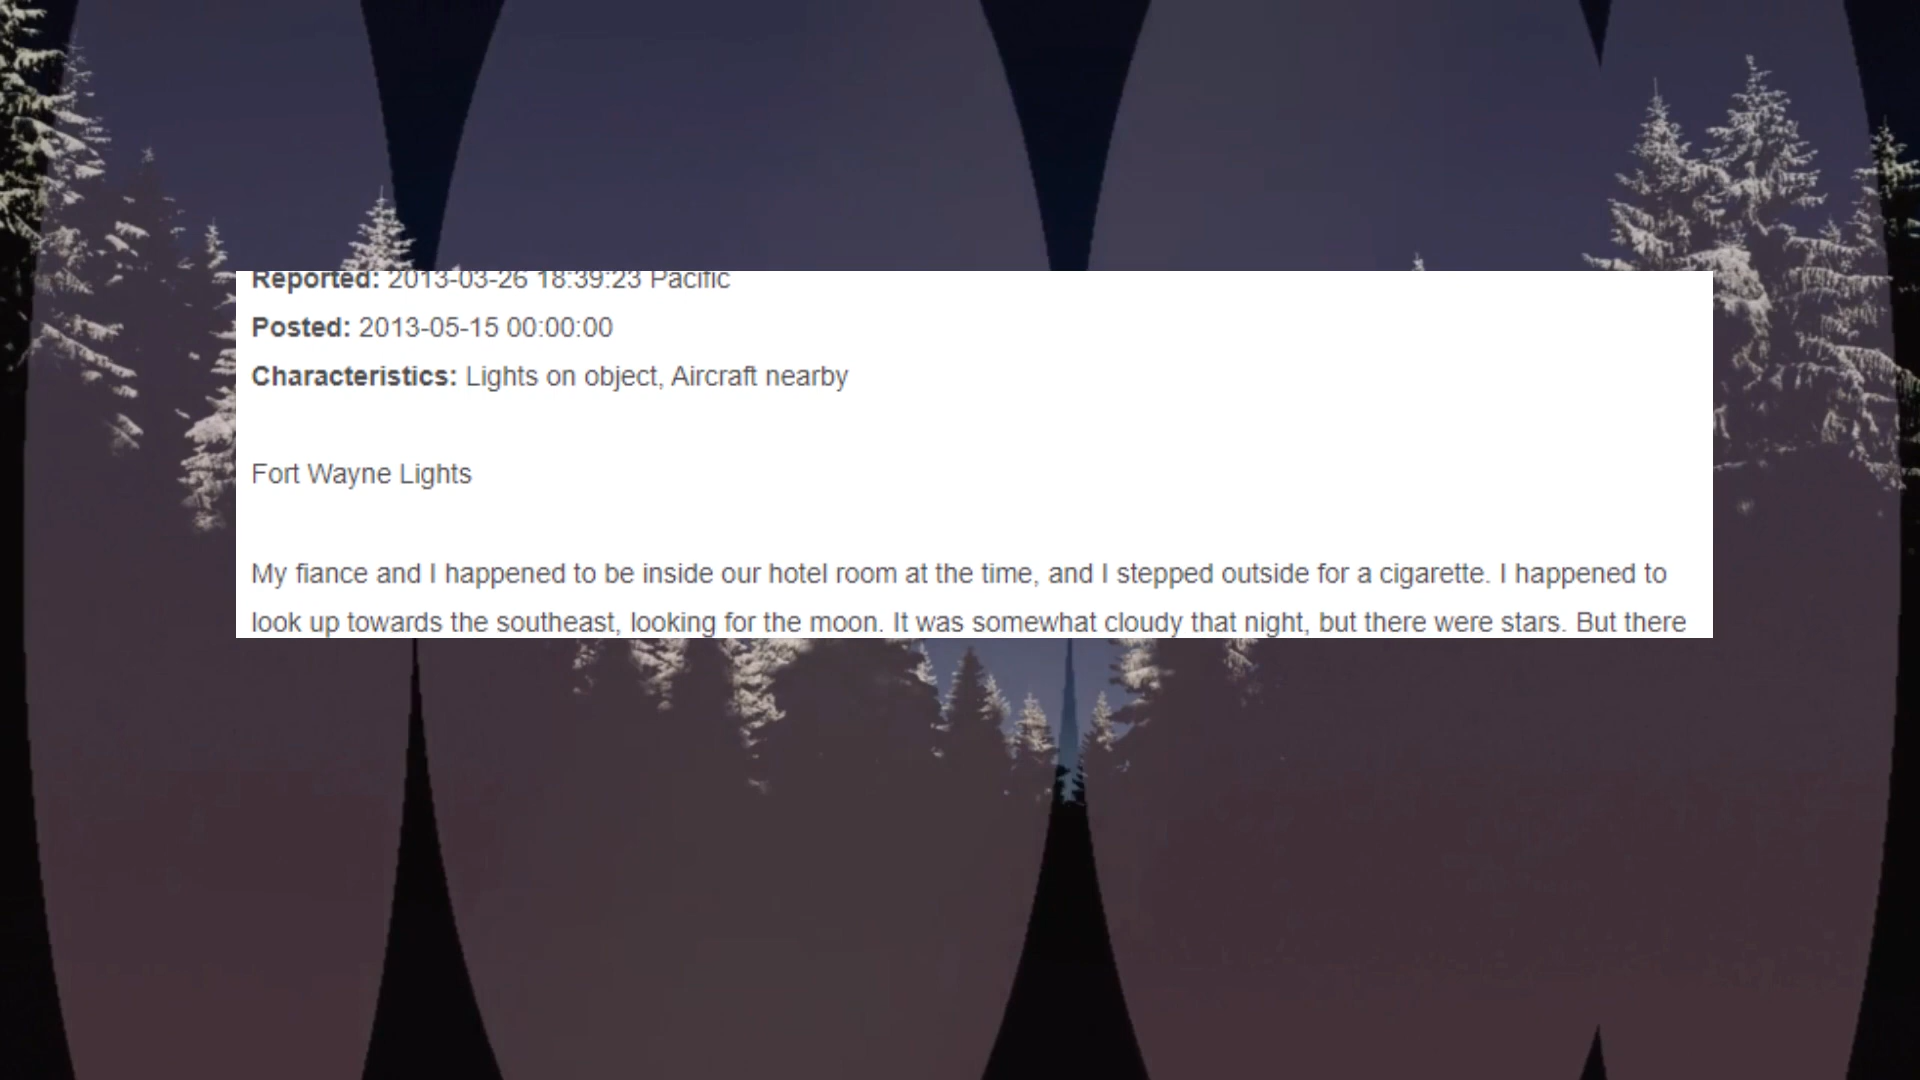 Reported: 2013-03-26 18:39:23 Pacific
Posted: 2013-05-15 00:00:00
Characteristics: Lights on object, Aircraft nearby
Fort Wayne Lights
My fiance and I happened to be inside our hotel room at the time, and I stepped outside for a cigarette. I happened to
look up towards the southeast, looking for the moon. It was somewhat cloudy that night, but there were stars. But there